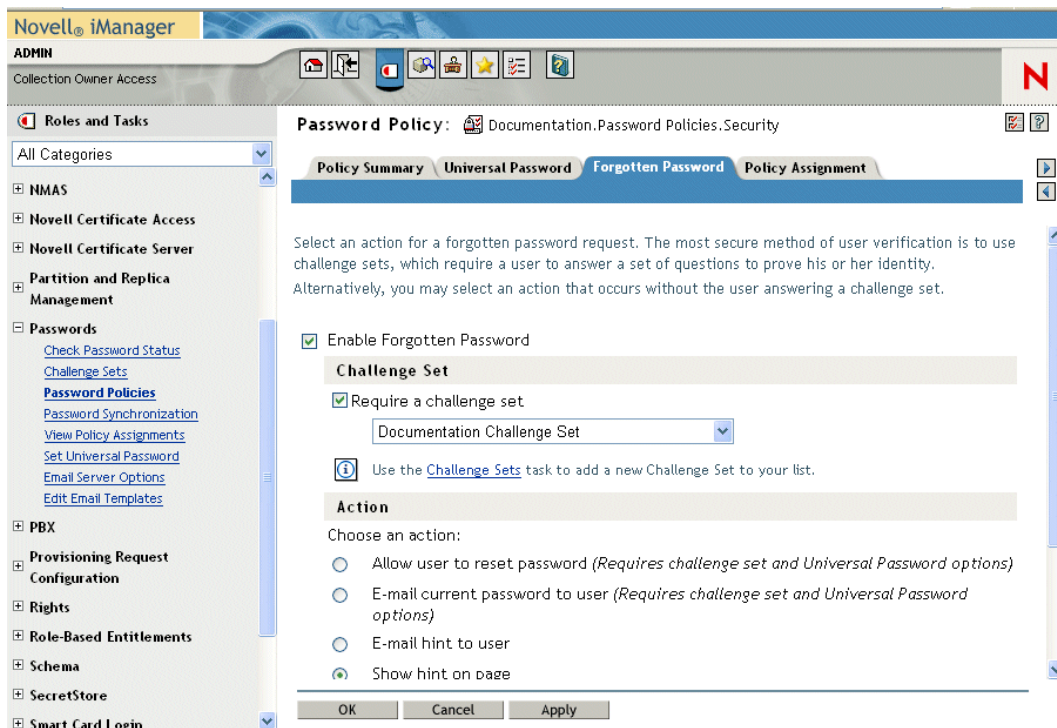 Novell® iManager
ADMIN
Collection Owner Access
N
Roles and Tasks
All Categories
NMAS
Novell Certificate Access
Novell Certificate Server
Partition and Replica
Management
Passwords
Check Password Status
Challenge Sets
Password Policies
Password Synchronization
View Policy Assignments
Set Universal Password
Email Server Options
Edit Email Templates
PBX
Provisioning Request
Configuration
Rights
Role-Based Entitlements
Schema
SecretStore
Smart Card Login
Password Policy: Documentation.Password Policies.Security
Policy Summary Universal Password Forgotten Password Policy Assignment
Select an action for a forgotten password request. The most secure method of user verification is to use
challenge sets, which require a user to answer a set of questions to prove his or her identity.
Alternatively, you may select an action that occurs without the user answering a challenge set.
Enable Forgotten Password
Challenge Set
Require a challenge set
Documentation Challenge Set
Use the Challenge Sets task to add a new Challenge Set to your list.
Action
Choose an action:
Allow user to reset password (Requires challenge set and Universal Password options)
E-mail current password to user (Requires challenge set and Universal Password
options)
E-mail hint to user
Show hint on page
OK Cancel Apply